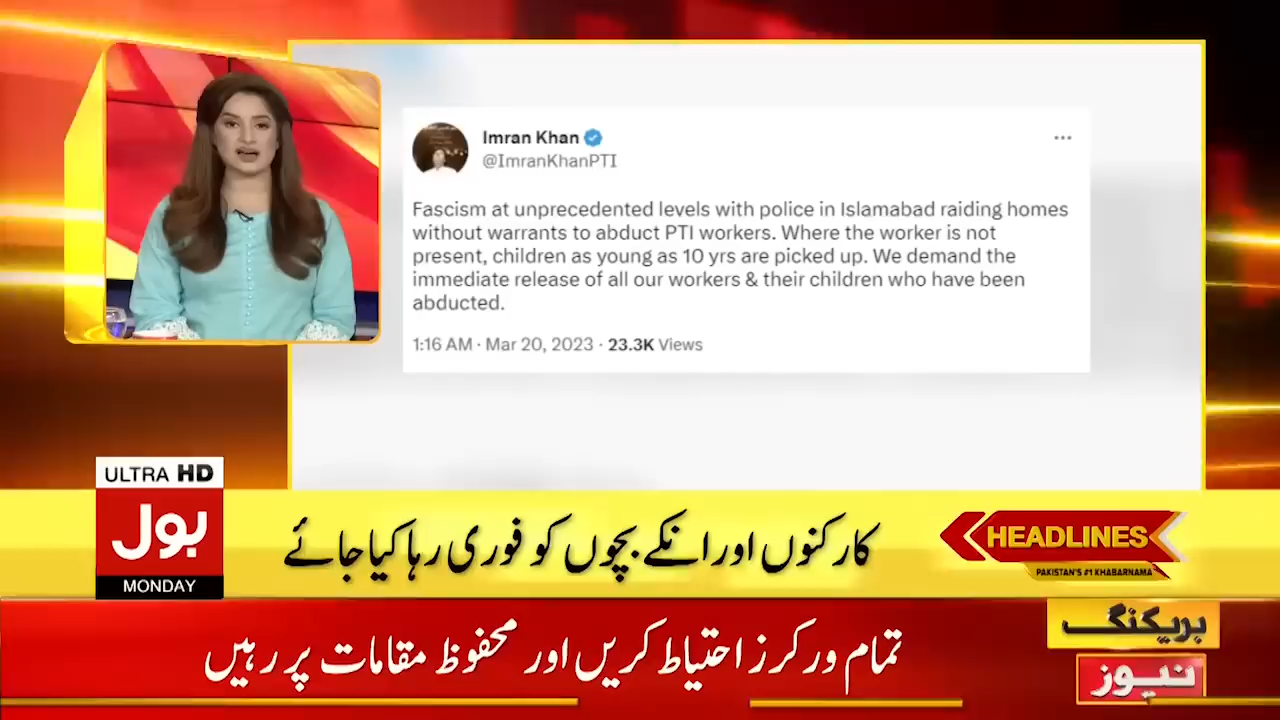 Imran Khan
@ImranKhanPTI
Fascism at unprecedented levels with police in Islamabad raiding homes
without warrants to abduct PTI workers. Where the worker is not
present, children as young as 10 yrs are picked up. We demand the
immediate release of all our workers & their children who have been
abducted.
1:16 AM · Mar 20, 2023 · 23.3K Views
ULTRA HD
بول
MONDAY
کارکنوں اور انکے بچوں کو فوری رہا کیا جائے
HEADLINES
PAKISTAN'S #1 KHABARNAMA
تمام ورکرز احتیاط کریں اور محفوظ مقامات پر رہیں
بریکنگ
نیوز